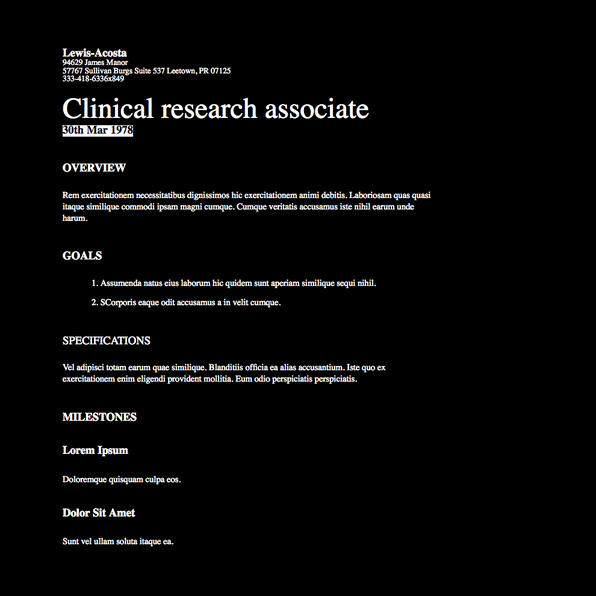 Lewis-Acosta
94629 James Manor
57767 Sullivan Burgs Suite 537 Leetown, PR 07125
333-418-6336x849
Clinical research associate
30th Mar 1978
OVERVIEW
Rem exercitationem necessitatibus dignissimos hic exercitationem animi debitis. Laboriosam quas quasi
itaque similique commodi ipsam magni cumque. Cumque veritatis accusamus iste nihil earum unde
harum.
GOALS
1. Assumenda natus eius laborum hic quidem sunt aperiam similique sequi nihil.
2. SCorporis eaque odit accusamus a in velit cumque.
SPECIFICATIONS
Vel adipisci totam earum quae similique. Blanditiis officia ea alias accusantium. Iste quo ex
exercitationem enim eligendi provident mollitia. Eum odio perspiciatis perspiciatis.
MILESTONES
Lorem Ipsum
Doloremque quisquam culpa eos.
Dolor Sit Amet
Sunt vel ullam soluta itaque ea.